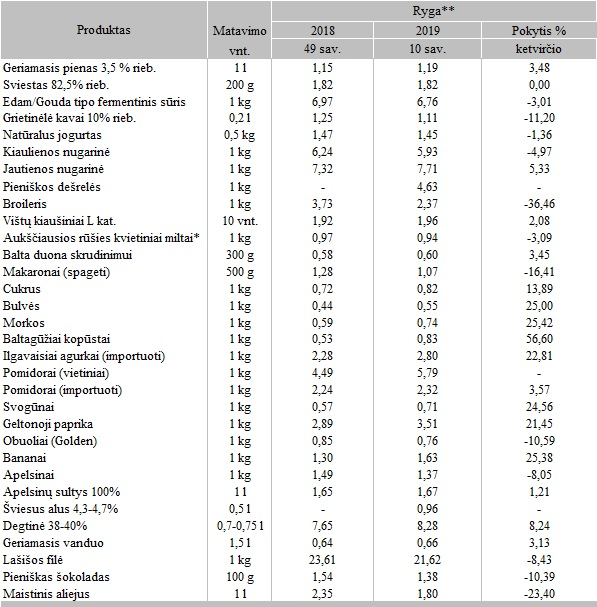 Produktas Matavimo vnt. Ryga**
2018 2019 Pokytis %
49 sav. 10 sav. ketvirčio
Geriamasis pienas 3,5 % rieb. 1 l 1,15 1,19 3,48
Sviestas 82,5% rieb. 200 g 1,82 1,82 0,00
Edam/Gouda tipo fermentinis sūris 1 kg 6,97 6,76 -3,01
Grietinėlė kavai 10% rieb. 0,2 l 1,25 1,11 -11,20
Natūralus jogurtas 0,5 kg 1,47 1,45 -1,36
Kiaulienos nugarinė 1 kg 6,24 5,93 -4,97
Jautienos nugarinė 1 kg 7,32 7,71 5,33
Pieniškos dešrelės 1 kg - 4,63 -
Broileris 1 kg 3,73 2,37 -36,46
Vištų kiaušiniai L kat. 10 vnt. 1,92 1,96 2,08
Aukščiausios rūšies kvietiniai miltai* 1 kg 0,97 0,94 -3,09
Balta duona skrudinimui 300 g 0,58 0,60 3,45
Makaronai (spageti) 500 g 1,28 1,07 -16,41
Cukrus 1 kg 0,72 0,82 13,89
Bulvės 1 kg 0,44 0,55 25,00
Morkos 1 kg 0,59 0,74 25,42
Baltagūžiai kopūstai 1 kg 0,53 0,83 56,60
Ilgavaisiai agurkai (importuoti) 1 kg 2,28 2,80 22,81
Pomidorai (vietiniai) 1 kg 4,49 5,79 -
Pomidorai (importuoti) 1 kg 2,24 2,32 3,57
Svogūnai 1 kg 0,57 0,71 24,56
Geltonoji paprika 1 kg 2,89 3,51 21,45
Obuoliai (Golden) 1 kg 0,85 0,76 -10,59
Bananai 1 kg 1,30 1,63 25,38
Apelsinai 1 kg 1,49 1,37 -8,05
Apelsinų sultys 100% 1 l 1,65 1,67 1,21
Šviesus alus 4,3-4,7% 0,5 l - 0,96 -
Degtinė 38-40% 0,7-0,75 l 7,65 8,28 8,24
Geriamasis vanduo 1,5 l 0,64 0,66 3,13
Lašišos filė 1 kg 23,61 21,62 -8,43
Pieniškas šokoladas 100 g 1,54 1,38 -10,39
Maistinis aliejus 1 l 2,35 1,80 -23,40